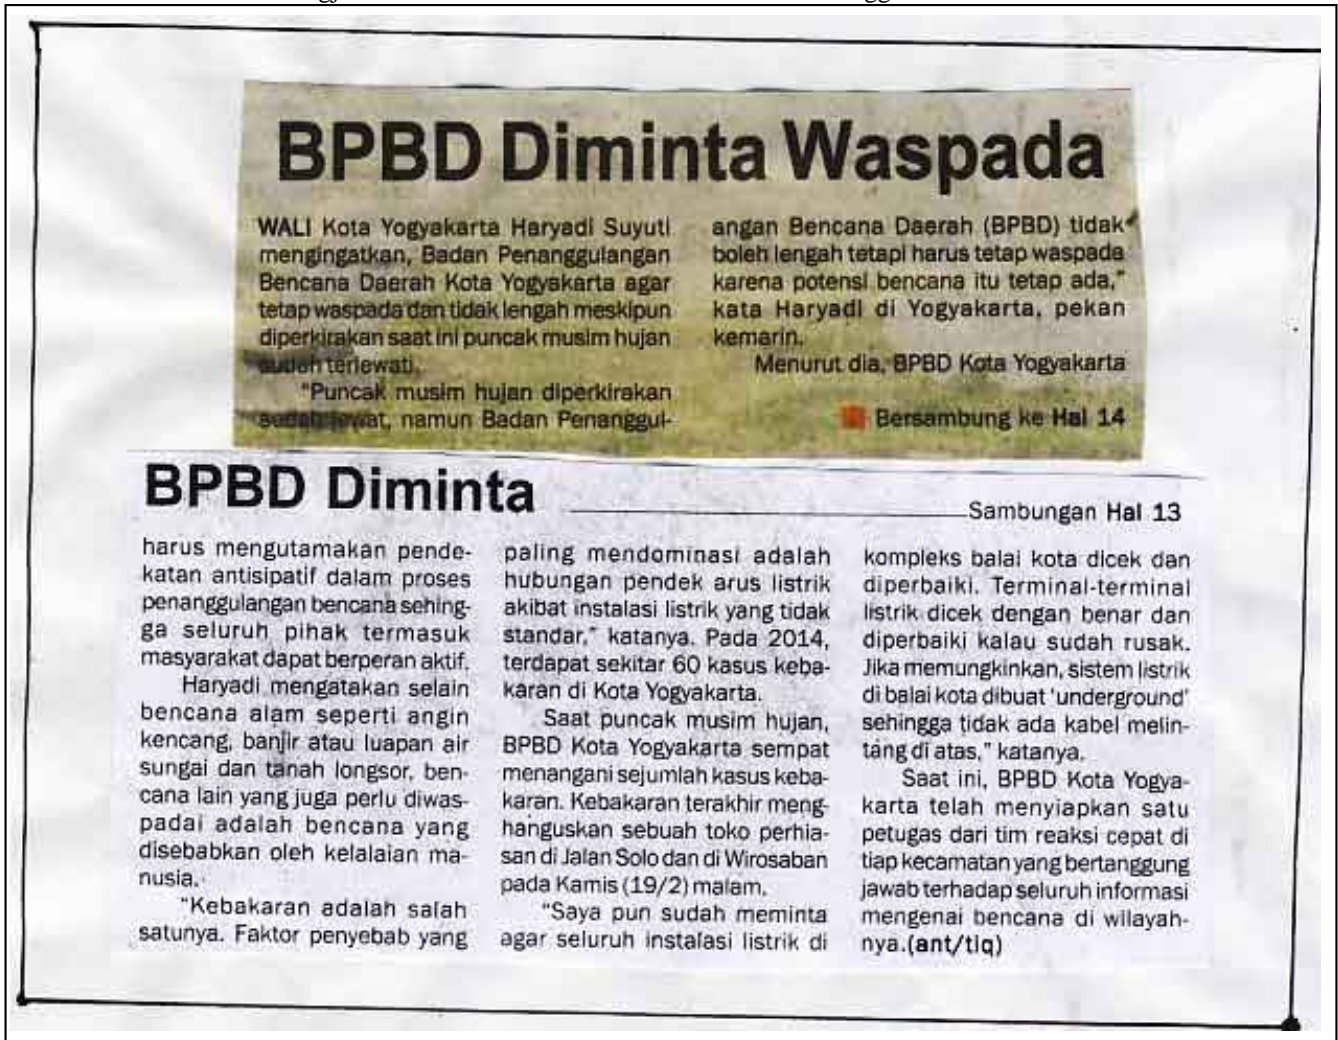 BPBD Diminta Waspada
WALI Kota Yogyakarta Haryadi Suyuti
mengingatkan, Badan Penanggulangan
Bencana Daerah Kota Yogyakarta agar
tetap waspada dan tidak lengah meskipun
diperkirakan saat ini puncak musim hujan
sudah terlewati.
"Puncak musim hujan diperkirakan
sudah lewat, namun Badan Penanggul-
angan Bencana Daerah (BPBD) tidak
boleh lengah tetapi harus tetap waspada
karena potensi bencana itu tetap ada,"
kata Haryadi di Yogyakarta, pekan
kemarin.
Menurut dia, BPBD Kota Yogyakarta
Bersambung ke Hal 14
BPBD Diminta
Sambungan Hal 13
harus mengutamakan pende-
katan antisipatif dalam proses
penanggulangan bencana sehing-
ga seluruh pihak termasuk
masyarakat dapat berperan aktif.
Haryadi mengatakan selain
bencana alam seperti angin
kencang, banjir atau luapan air
sungai dan tanah longsor, ben-
cana lain yang juga perlu diwas-
padai adalah bencana yang
disebabkan oleh kelalaian ma-
nusia.
"Kebakaran adalah salah
satunya. Faktor penyebab yang
paling mendominasi adalah
hubungan pendek arus listrik
akibat instalasi listrik yang tidak
standar," katanya. Pada 2014,
terdapat sekitar 60 kasus keba-
karan di Kota Yogyakarta.
Saat puncak musim hujan,
BPBD Kota Yogyakarta sempat
menangani sejumlah kasus keba-
karan. Kebakaran terakhir meng-
hanguskan sebuah toko perhia-
san di Jalan Solo dan di Wirosaban
pada Kamis (19/2) malam.
"Saya pun sudah meminta
agar seluruh instalasi listrik di
kompleks balai kota dicek dan
diperbaiki. Terminal-terminal
listrik dicek dengan benar dan
diperbaiki kalau sudah rusak.
Jika memungkinkan, sistem listrik
di balai kota dibuat 'underground'
sehingga tidak ada kabel melin-
tang di atas," katanya.
Saat ini, BPBD Kota Yogya-
karta telah menyiapkan satu
petugas dari tim reaksi cepat di
tiap kecamatan yang bertanggung
jawab terhadap seluruh informasi
mengenai bencana di wilayah-
nya.(ant/tiq)